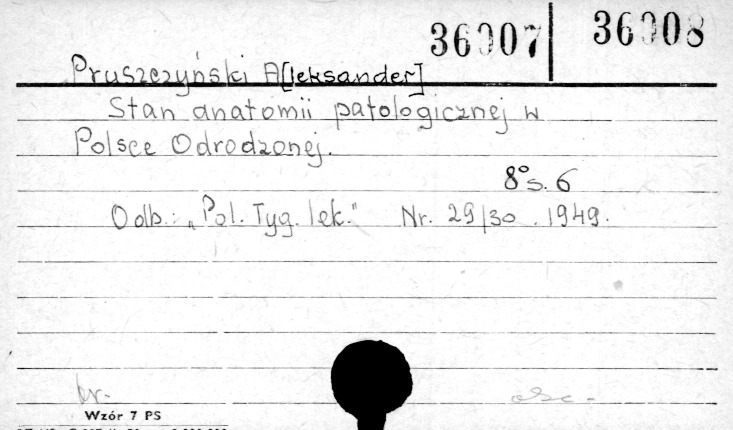 36007 36008
Pruszczyński A[leksander]
Stan anatomii patologicznej w
Polsce Odrodzonej.
8° s. 6
Odb.: „Pol. Tyg. lek." Nr. 29/30 . 1949.
Wzór 7 PS